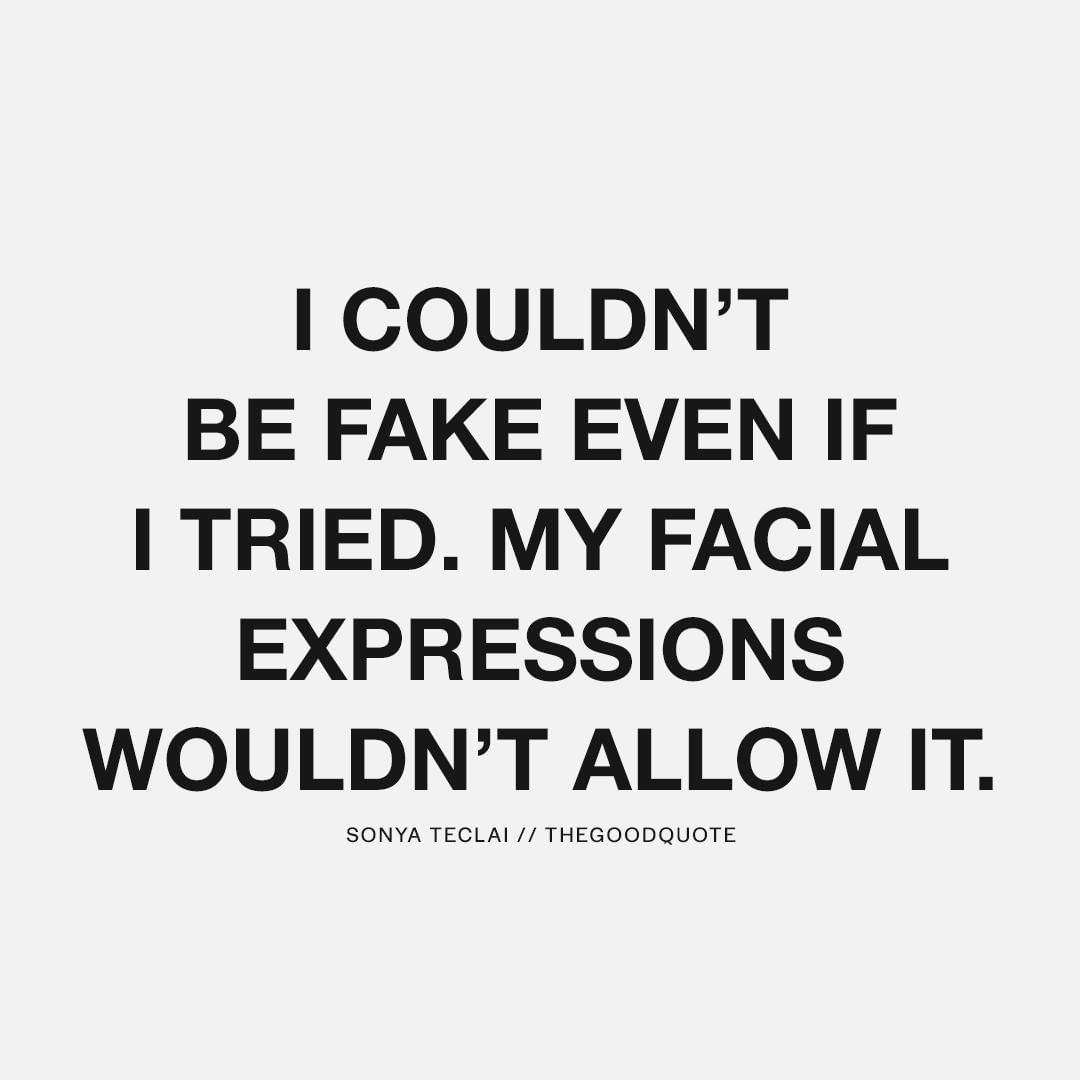 I COULDN’T
BE FAKE EVEN IF
I TRIED. MY FACIAL
EXPRESSIONS
WOULDN’T ALLOW IT.
SONYA TECLAI // THEGOODQUOTE